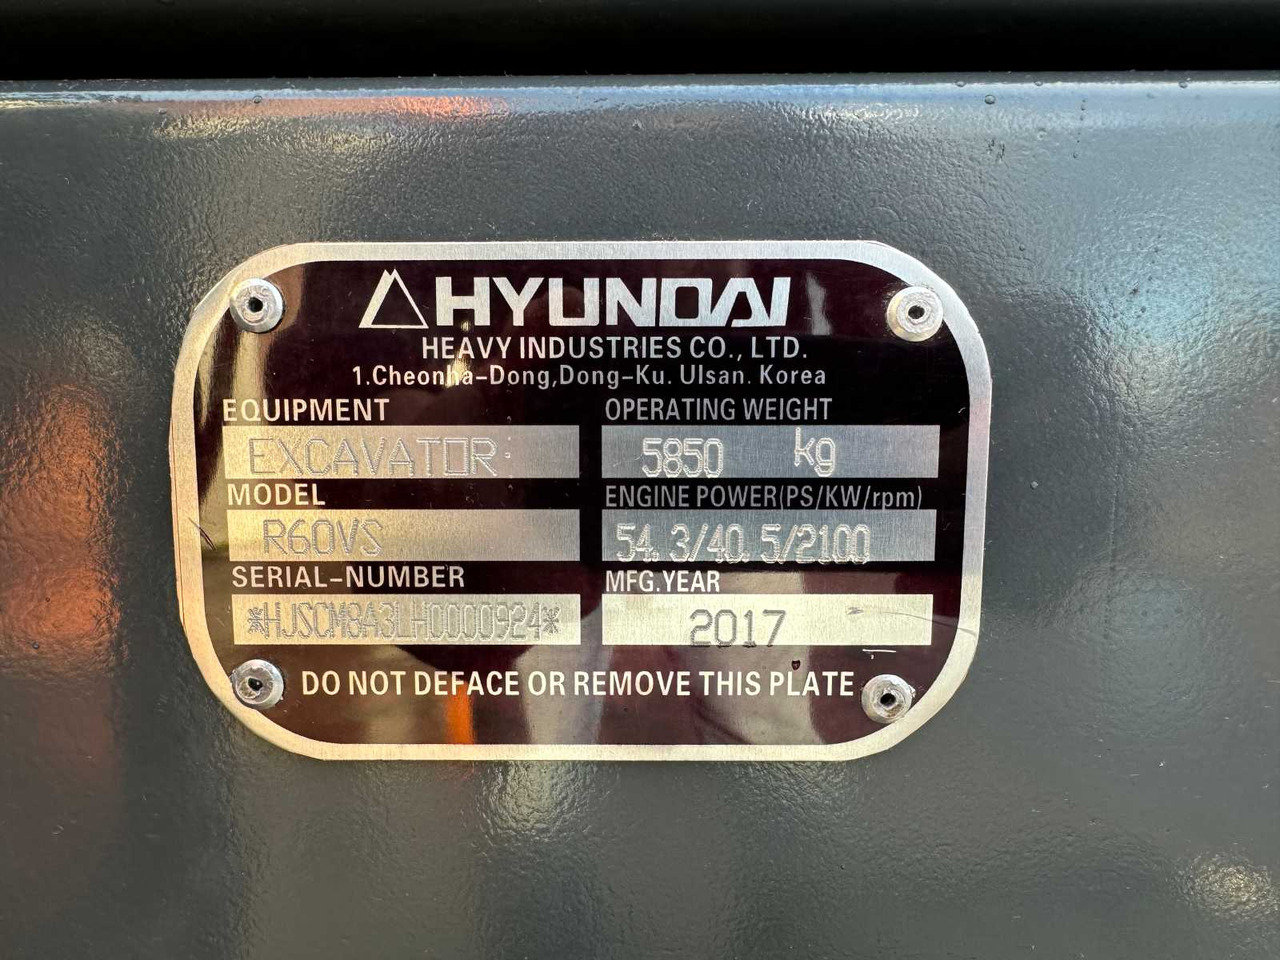 HYUNDAI
HEAVY INDUSTRIES CO., LTD.
1.Cheonha-Dong,Dong-Ku. Ulsan. Korea
EQUIPMENT
EXCAVATOR
OPERATING WEIGHT
5850 kg
MODEL
R60VS
ENGINE POWER(PS/KW/rpm)
54.3/40.5/2100
SERIAL-NUMBER
*HJSCM8A3LH0000924*
MFG.YEAR
2017
DO NOT DEFACE OR REMOVE THIS PLATE